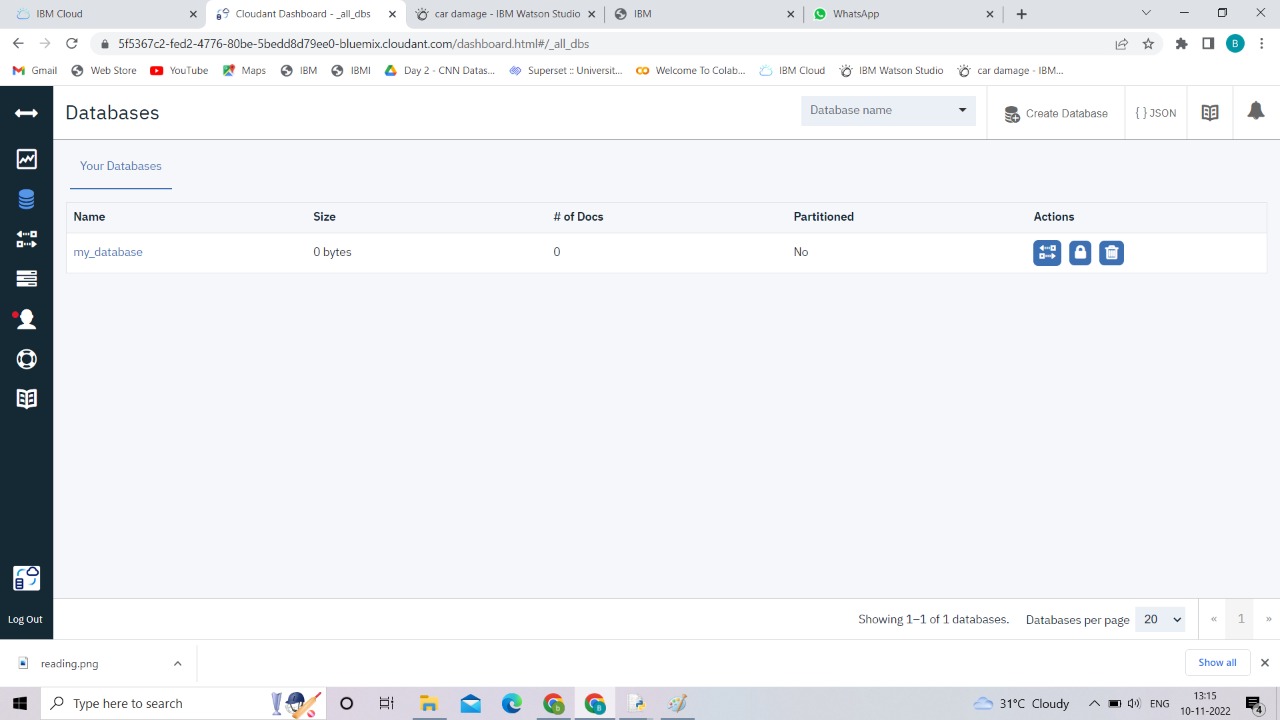 IBM Cloud
Cloudant Dashboard - _all_dbs
car damage - IBM Watson Studio
IBM
WhatsApp
5f5367c2-fed2-4776-80be-5bedd8d79ee0-bluemix.cloudant.com/dashboard.html#/_all_dbs
B
Gmail
Web Store
YouTube
Maps
IBM
IBMI
Day 2 - CNN Datas...
Superset :: Universit...
Welcome To Colab...
IBM Cloud
IBM Watson Studio
car damage - IBM...
Databases
Database name
Create Database
{ } JSON
Your Databases
Name Size # of Docs Partitioned Actions
my_database 0 bytes 0 No
Log Out
Showing 1–1 of 1 databases. Databases per page 20 « 1 »
reading.png
Show all
Type here to search
31°C Cloudy
ENG
13:15
10-11-2022
4